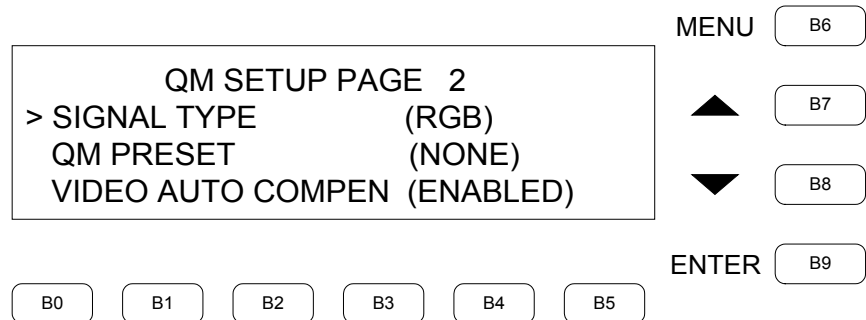 MENU B6
QM SETUP PAGE 2
B7
> SIGNAL TYPE (RGB)
QM PRESET (NONE)
VIDEO AUTO COMPEN (ENABLED)
B8
ENTER B9
B0 B1 B2 B3 B4 B5